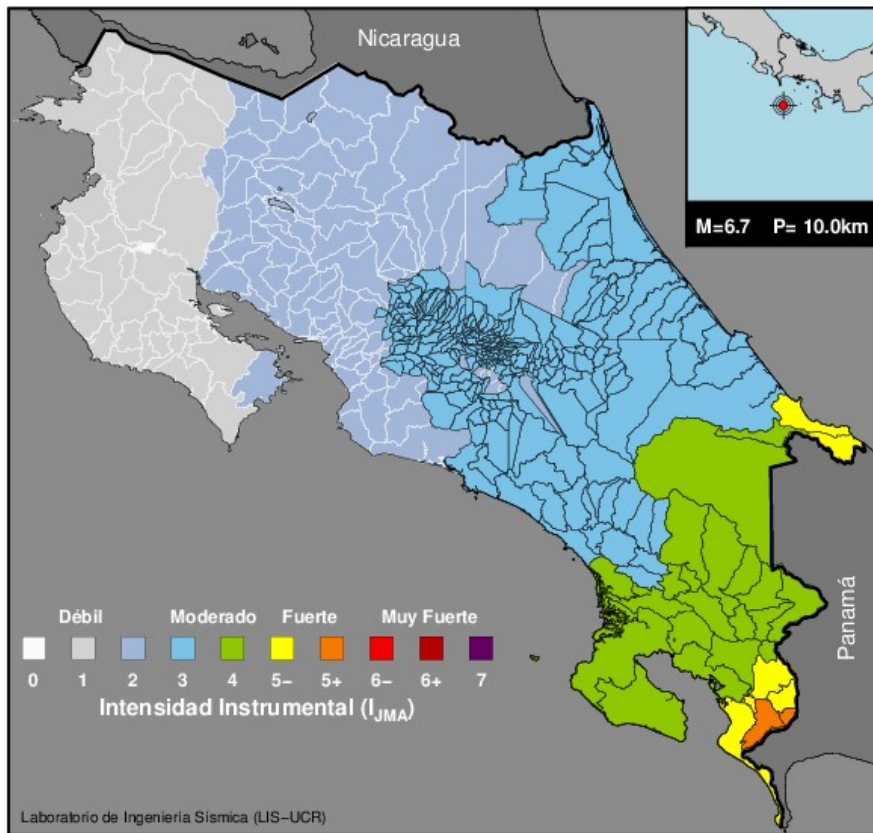 Nicaragua
M=6.7 P= 10.0km
Panamá
Débil Moderado Fuerte Muy Fuerte
0 1 2 3 4 5− 5+ 6− 6+ 7
Intensidad Instrumental (IJMA)
Laboratorio de Ingeniería Sísmica (LIS−UCR)